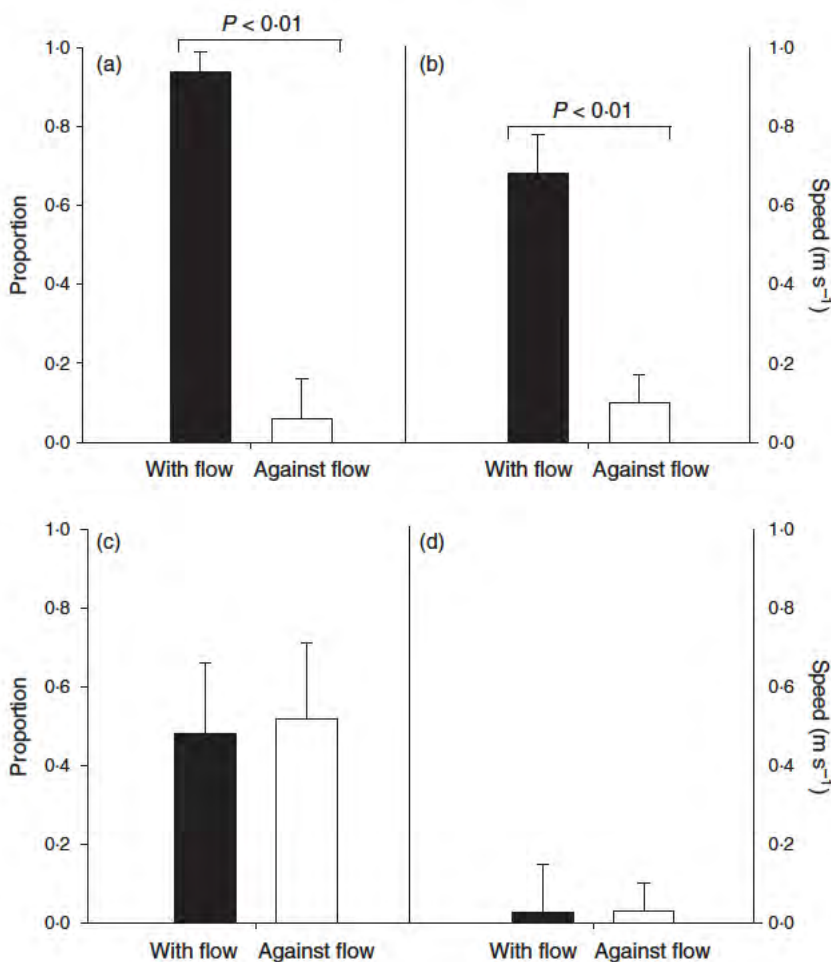 P < 0·01
(a)
(b)
P < 0·01
1·0
0·8
0·6
0·4
0·2
0·0
Proportion
1·0
0·8
0·6
0·4
0·2
0·0
Speed (m s⁻¹)
With flow Against flow With flow Against flow
(c)
(d)
1·0
0·8
0·6
0·4
0·2
0·0
Proportion
1·0
0·8
0·6
0·4
0·2
0·0
Speed (m s⁻¹)
With flow Against flow With flow Against flow